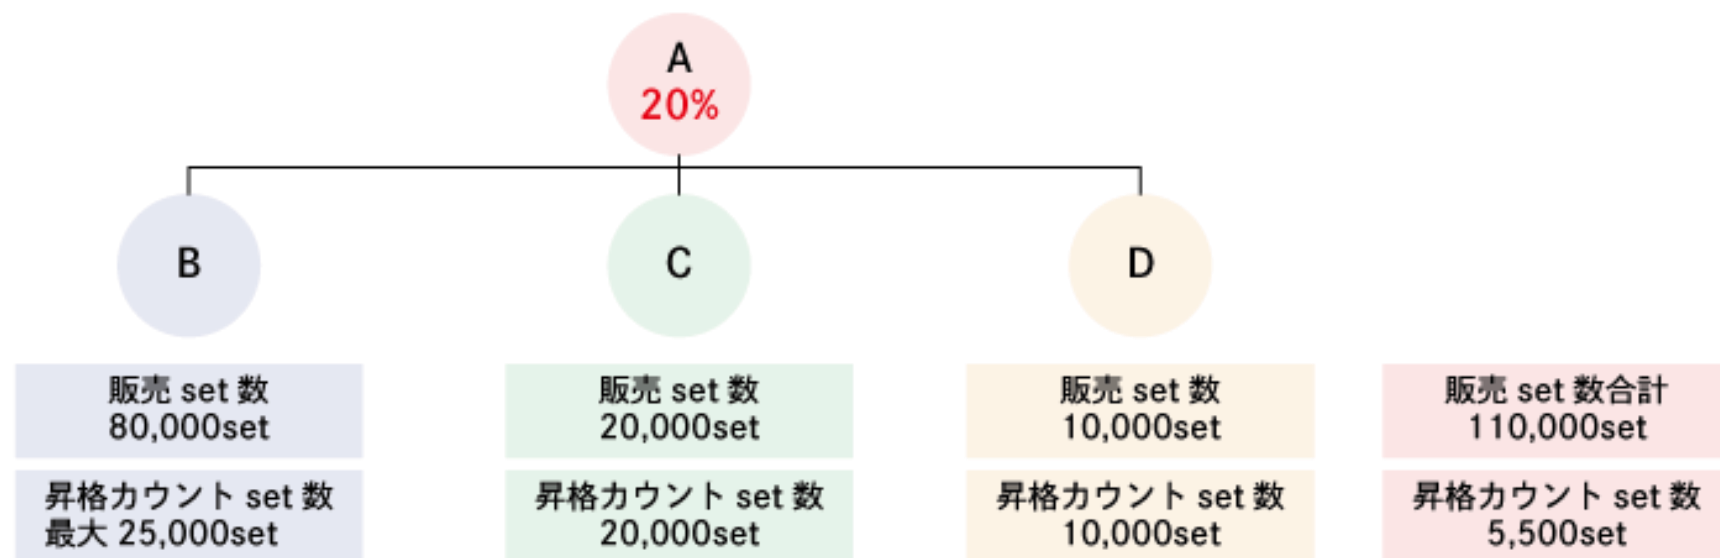 A
20%
B
C
D
販売 set 数
80,000set
販売 set 数
20,000set
販売 set 数
10,000set
販売 set 数合計
110,000set
昇格カウント set 数
最大 25,000set
昇格カウント set 数
20,000set
昇格カウント set 数
10,000set
昇格カウント set 数
5,500set